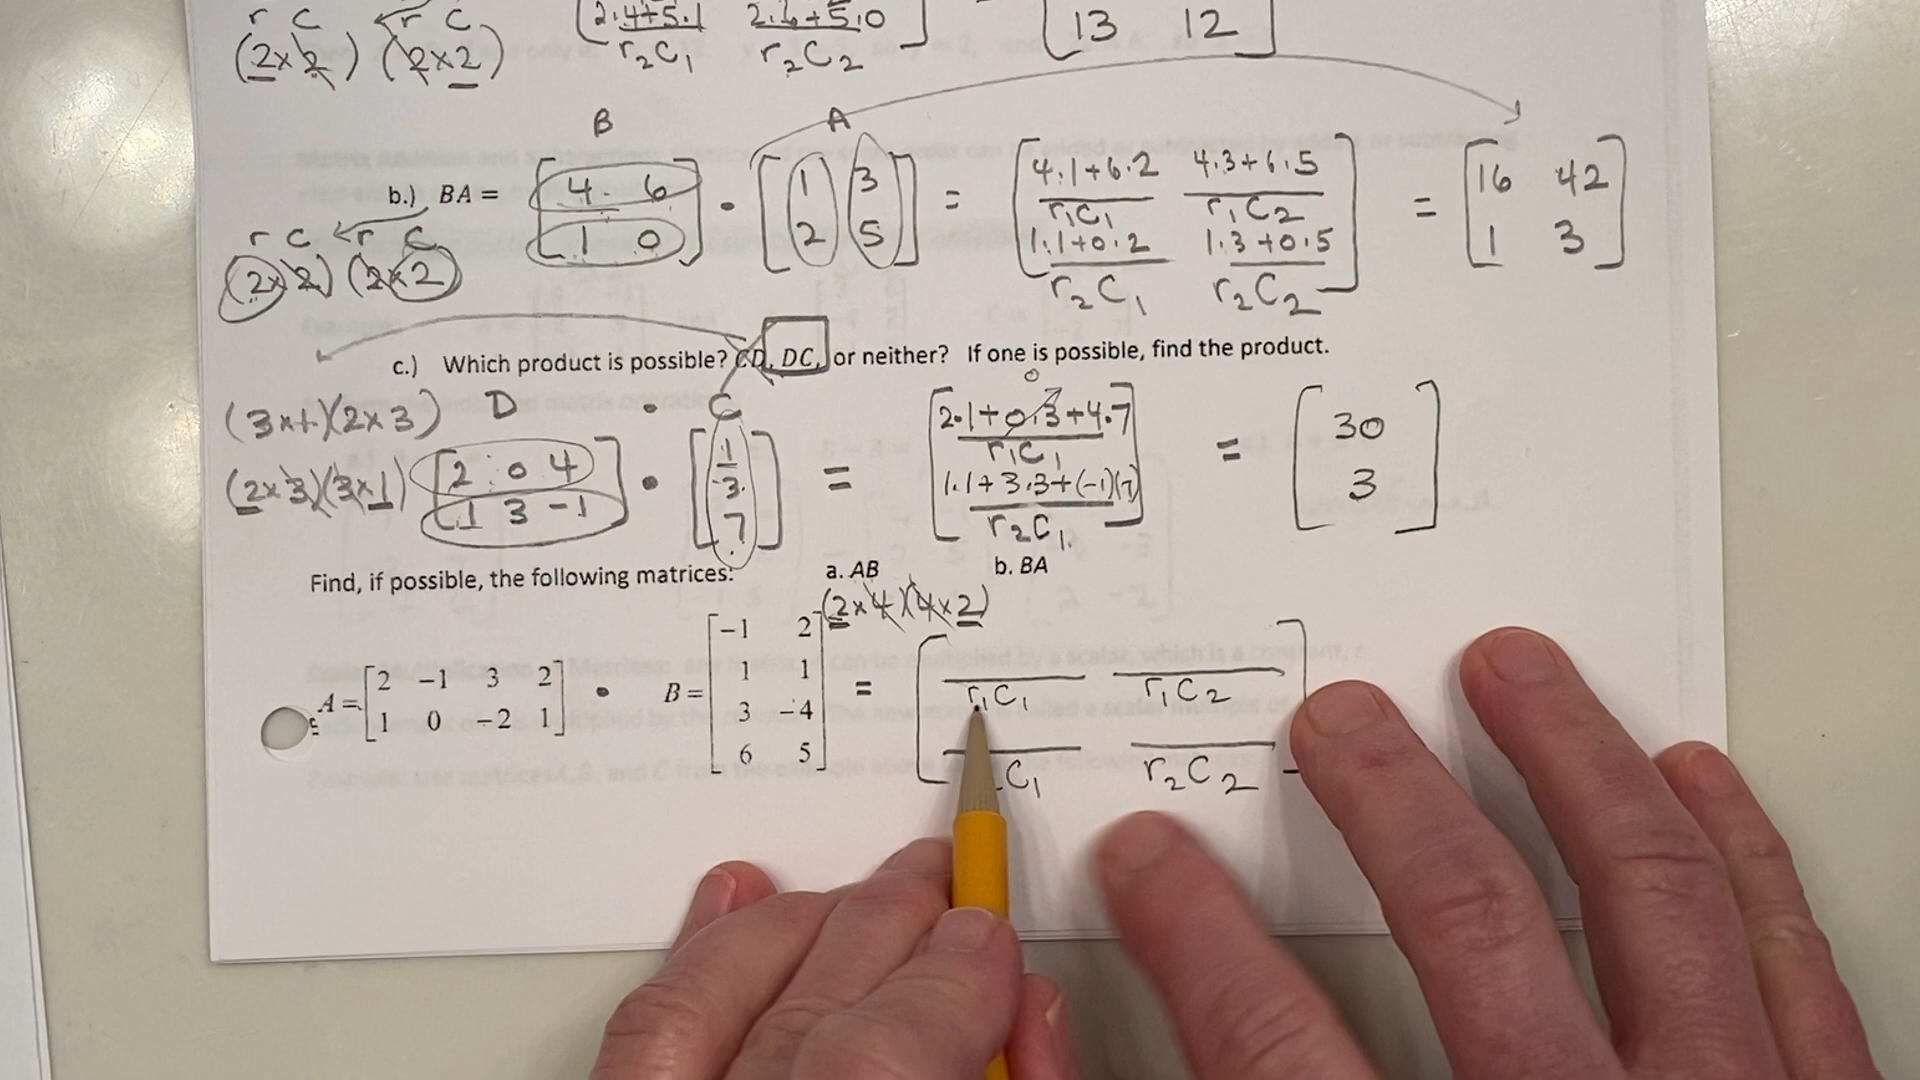 r c r c
(2x2) (2x2)
[2·4+5·1 2·6+5·0]
r₂C₁ r₂C₂
13 12
B A
b.) BA = [4 6 · [1 3 = [4·1+6·2 4·3+6·5 = [16 42
r₁C₁ r₁C₂
1 0] 2 5] 1·1+0·2 1·3+0·5] 1 3]
r₂C₁ r₂C₂
r c r c
(2x2)(2x2)
c.) Which product is possible? CD, DC, or neither? If one is possible, find the product.
(3x1)(2x3) D · C
0
(2x3)(3x1) [2 0 4 · [1 = [2·1+0·3+4·7 = [30
r₁C₁
1 3 -1] 3 1·1+3·3+(-1)(7)] 3]
7] r₂C₁
Find, if possible, the following matrices: a. AB b. BA
(2x4)(4x2)
A = [2 −1 3 2 · B = [−1 2 = [r₁C₁ r₁C₂
1 0 −2 1] 1 1
3 −4
6 5] C₁ r₂C₂